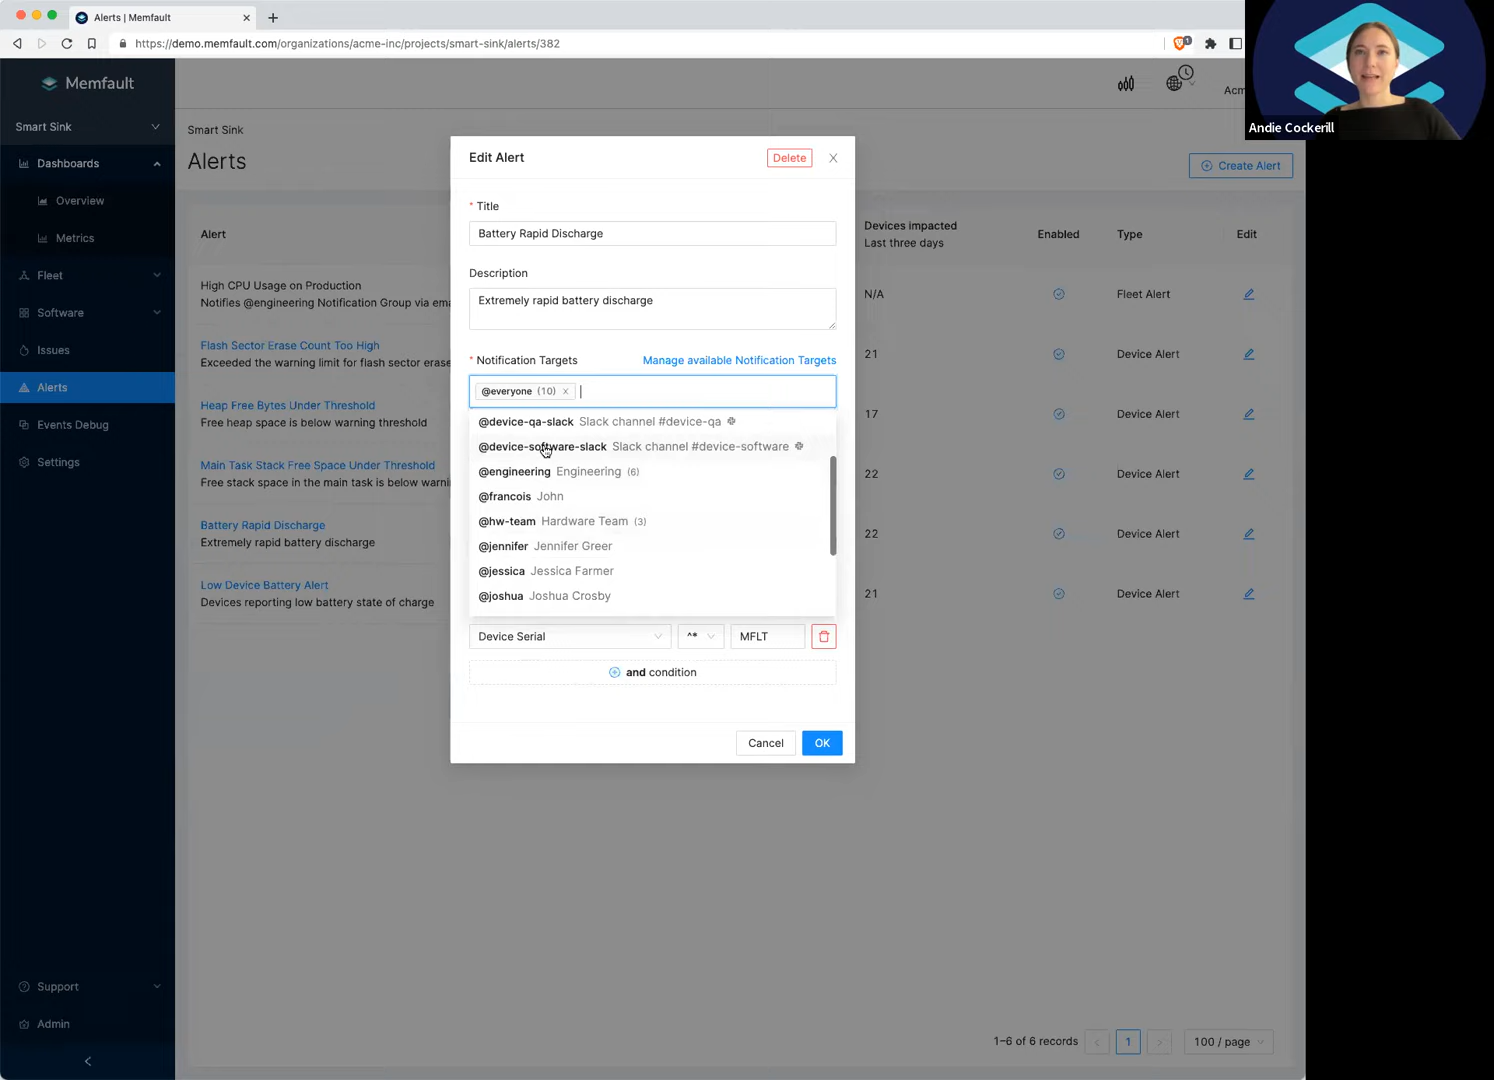 Alerts | Memfault
https://demo.memfault.com/organizations/acme-inc/projects/smart-sink/alerts/382
1
Andie Cockerill
Memfault
Smart Sink
Dashboards
Overview
Metrics
Fleet
Software
Issues
Alerts
Events Debug
Settings
Support
Admin
Smart Sink
Alerts
Create Alert
Alert
Devices impacted
Last three days
Enabled
Type
Edit
High CPU Usage on Production
Notifies @engineering Notification Group via
N/A
Fleet Alert
Flash Sector Erase Count Too High
Exceeded the warning limit for flash sector erase
21
Device Alert
Heap Free Bytes Under Threshold
Free heap space is below warning threshold
17
Device Alert
Main Task Stack Free Space Under Threshold
Free stack space in the main task is below
22
Device Alert
Battery Rapid Discharge
Extremely rapid battery discharge
22
Device Alert
Low Device Battery Alert
Devices reporting low battery state of charge
21
Device Alert
Edit Alert
Delete
* Title
Battery Rapid Discharge
Description
Extremely rapid battery discharge
* Notification Targets
Manage available Notification Targets
@everyone (10)
@device-qa-slack Slack channel #device-qa
@device-software-slack Slack channel #device-software
@engineering Engineering (6)
@francois John
@hw-team Hardware Team (3)
@jennifer Jennifer Greer
@jessica Jessica Farmer
@joshua Joshua Crosby
Device Serial
^*
MFLT
and condition
Cancel
OK
1–6 of 6 records
1
100 / page